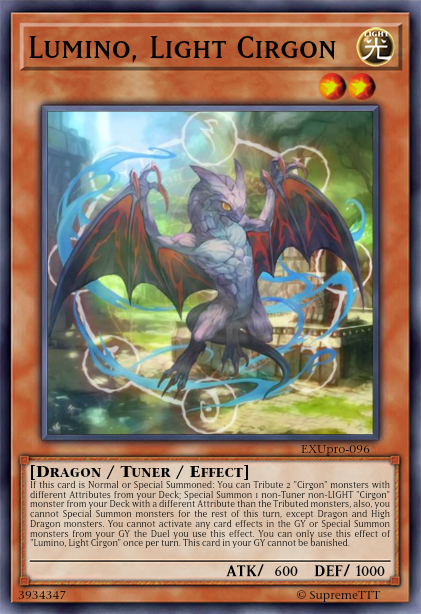 Lumino, Light Cirgon
LIGHT
光
EXUpro-096
[Dragon / Tuner / Effect]
If this card is Normal or Special Summoned: You can Tribute 2 "Cirgon" monsters with
different Attributes from your Deck; Special Summon 1 non-Tuner non-LIGHT "Cirgon"
monster from your Deck with a different Attribute than the Tributed monsters, also, you
cannot Special Summon monsters for the rest of this turn, except Dragon and High
Dragon monsters. You cannot activate any card effects in the GY or Special Summon
monsters from your GY the Duel you use this effect. You can only use this effect of
"Lumino, Light Cirgon" once per turn. This card in your GY cannot be banished.
ATK/ 600 DEF/ 1000
3934347 © SupremeTTT